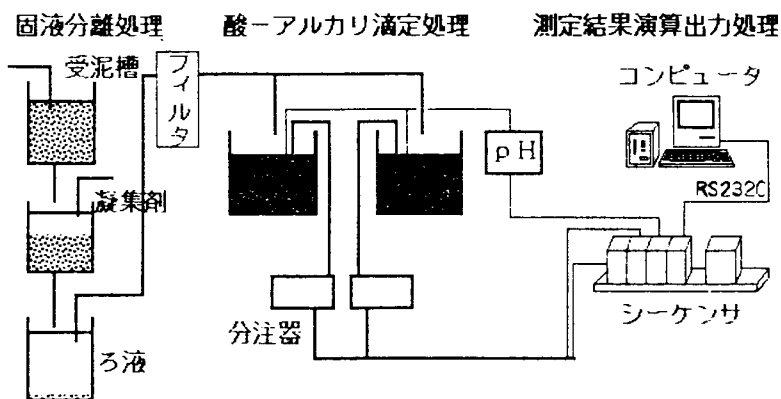 固液分離処理
酸－アルカリ滴定処理
測定結果演算出力処理
受泥槽
フィルタ
コンピュータ
pH
凝集剤
RS232C
シーケンサ
分注器
ろ液